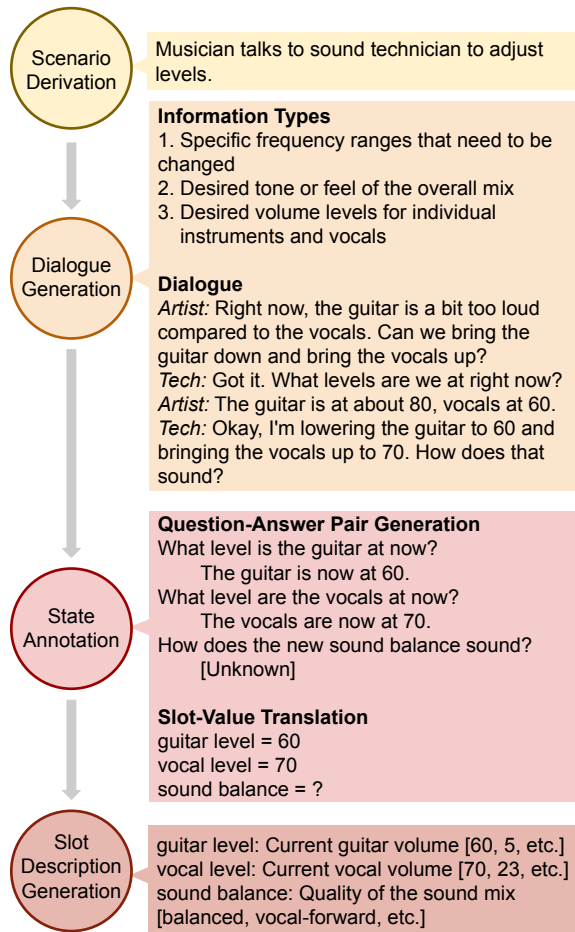 Scenario
Derivation
Musician talks to sound technician to adjust
levels.
Dialogue
Generation
Information Types
1. Specific frequency ranges that need to be
changed
2. Desired tone or feel of the overall mix
3. Desired volume levels for individual
instruments and vocals
Dialogue
Artist: Right now, the guitar is a bit too loud
compared to the vocals. Can we bring the
guitar down and bring the vocals up?
Tech: Got it. What levels are we at right now?
Artist: The guitar is at about 80, vocals at 60.
Tech: Okay, I'm lowering the guitar to 60 and
bringing the vocals up to 70. How does that
sound?
State
Annotation
Question-Answer Pair Generation
What level is the guitar at now?
The guitar is now at 60.
What level are the vocals at now?
The vocals are now at 70.
How does the new sound balance sound?
[Unknown]
Slot-Value Translation
guitar level = 60
vocal level = 70
sound balance = ?
Slot
Description
Generation
guitar level: Current guitar volume [60, 5, etc.]
vocal level: Current vocal volume [70, 23, etc.]
sound balance: Quality of the sound mix
[balanced, vocal-forward, etc.]